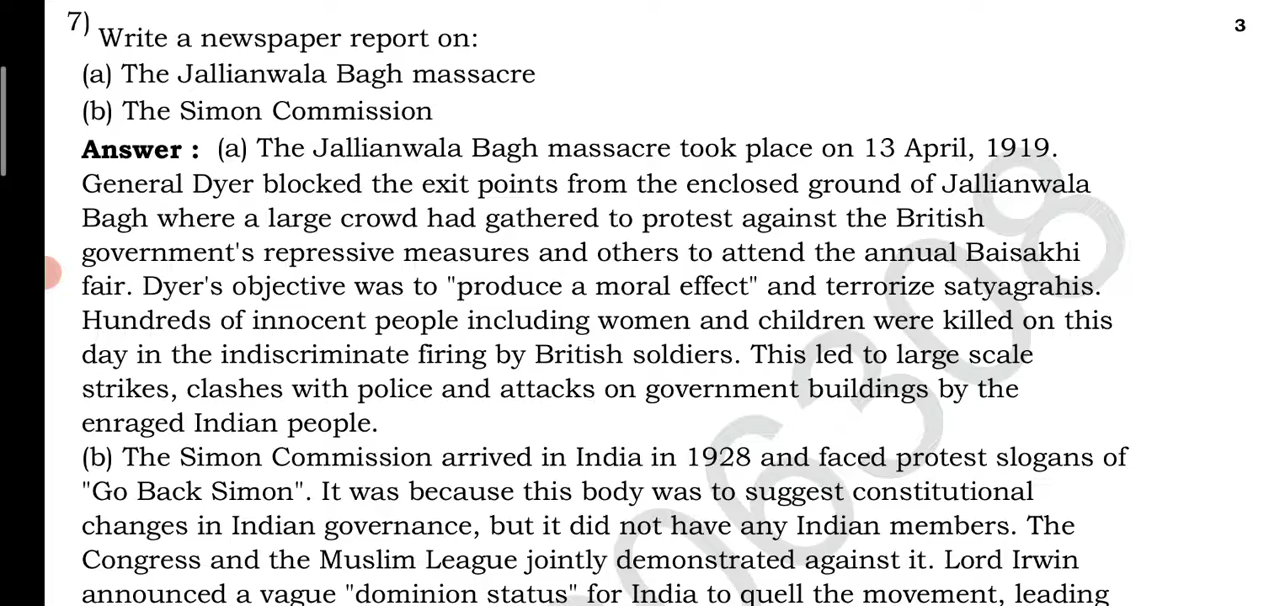 7)
3
Write a newspaper report on:
(a) The Jallianwala Bagh massacre
(b) The Simon Commission
Answer : (a) The Jallianwala Bagh massacre took place on 13 April, 1919.
General Dyer blocked the exit points from the enclosed ground of Jallianwala
Bagh where a large crowd had gathered to protest against the British
government's repressive measures and others to attend the annual Baisakhi
fair. Dyer's objective was to "produce a moral effect" and terrorize satyagrahis.
Hundreds of innocent people including women and children were killed on this
day in the indiscriminate firing by British soldiers. This led to large scale
strikes, clashes with police and attacks on government buildings by the
enraged Indian people.
(b) The Simon Commission arrived in India in 1928 and faced protest slogans of
"Go Back Simon". It was because this body was to suggest constitutional
changes in Indian governance, but it did not have any Indian members. The
Congress and the Muslim League jointly demonstrated against it. Lord Irwin
announced a vague "dominion status" for India to quell the movement, leading